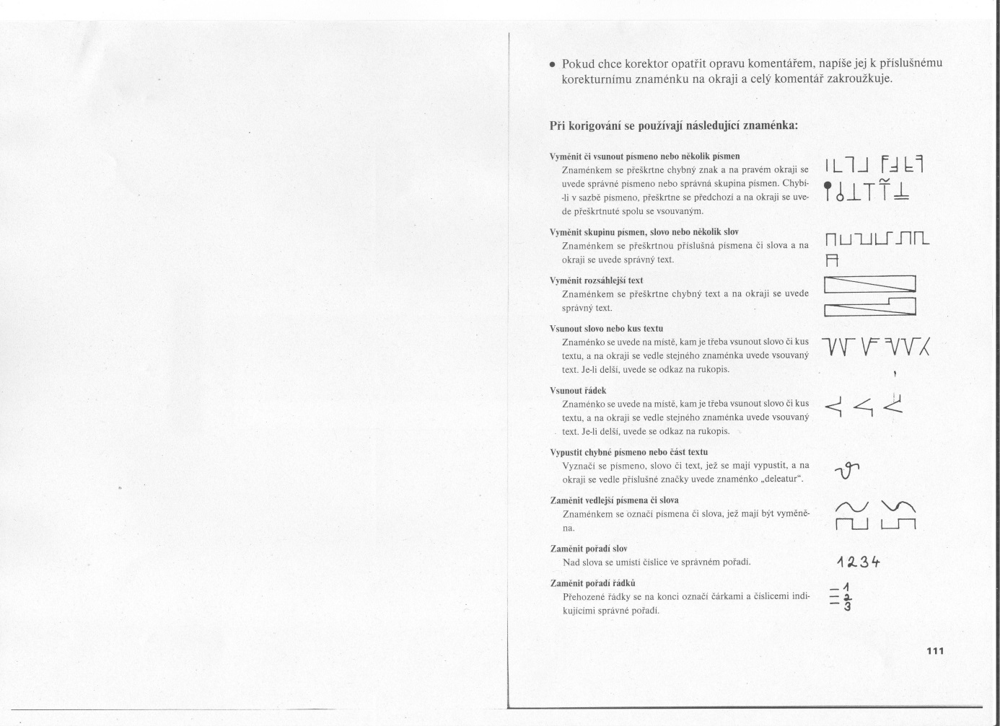 • Pokud chce korektor opatřit opravu komentářem, napíše jej k příslušnému
korekturnímu znaménku na okraji a celý komentář zakroužkuje.
Při korigování se používají následující znaménka:
Vyměnit či vsunout písmeno nebo několik písmen
Znaménkem se přeškrtne chybný znak a na pravém okraji se
uvede správné písmeno nebo správná skupina písmen. Chybí-
-li v sazbě písmeno, přeškrtne se předchozí a na okraji se uve-
de přeškrtnuté spolu se vsouvaným.
Vyměnit skupinu písmen, slovo nebo několik slov
Znaménkem se přeškrtnou příslušná písmena či slova a na
okraji se uvede správný text.
Vyměnit rozsáhlejší text
Znaménkem se přeškrtne chybný text a na okraji se uvede
správný text.
Vsunout slovo nebo kus textu
Znaménko se uvede na místě, kam je třeba vsunout slovo či kus
textu, a na okraji se vedle stejného znaménka uvede vsouvaný
text. Je-li delší, uvede se odkaz na rukopis.
Vsunout řádek
Znaménko se uvede na místě, kam je třeba vsunout slovo či kus
textu, a na okraji se vedle stejného znaménka uvede vsouvaný
text. Je-li delší, uvede se odkaz na rukopis.
Vypustit chybné písmeno nebo část textu
Vyznačí se písmeno, slovo či text, jež se mají vypustit, a na
okraji se vedle příslušné značky uvede znaménko „deleatur“.
Zaměnit vedlejší písmena či slova
Znaménkem se označí písmena či slova, jež mají být vyměně-
na.
Zaměnit pořadí slov
Nad slova se umístí číslice ve správném pořadí.
1 2 3 4
Zaměnit pořadí řádků
Přehozené řádky se na konci označí čárkami a číslicemi indi-
kujícími správné pořadí.
— 1
— 2
— 3
111